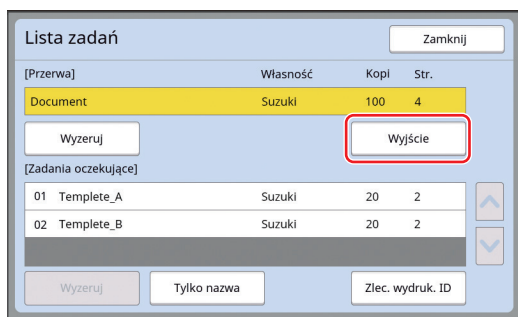 Lista zadań Zamknij
[Przerwa] Własność Kopi Str.
Document Suzuki 100 4
Wyzeruj Wyjście
[Zadania oczekujące]
01 Templete_A Suzuki 20 2
02 Templete_B Suzuki 20 2
Wyzeruj Tylko nazwa Zlec. wydruk. ID